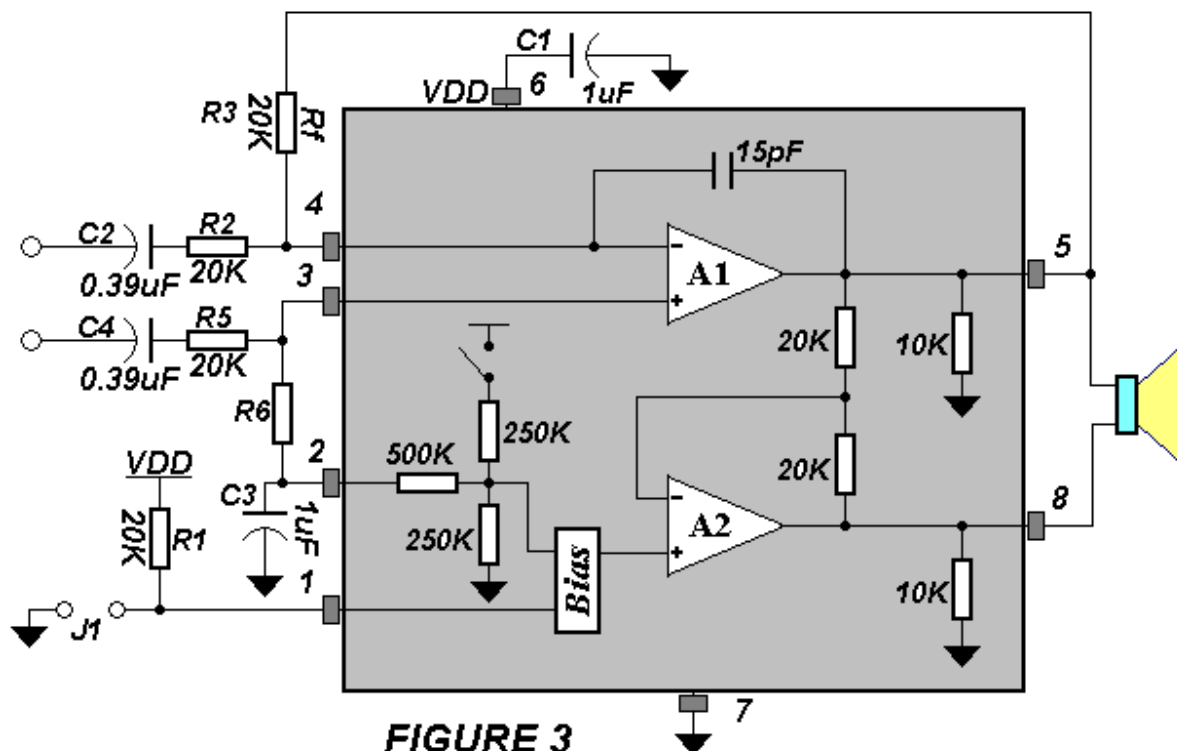 C1
1uF
6
VDD
R3
20K
Rf
15pF
4
C2
R2
0.39uF
20K
3
A1
5
C4
R5
0.39uF
20K
20K
10K
R6
250K
500K
20K
2
VDD
C3
1uF
250K
A2
8
20K
R1
1
Bias
10K
J1
7
FIGURE 3